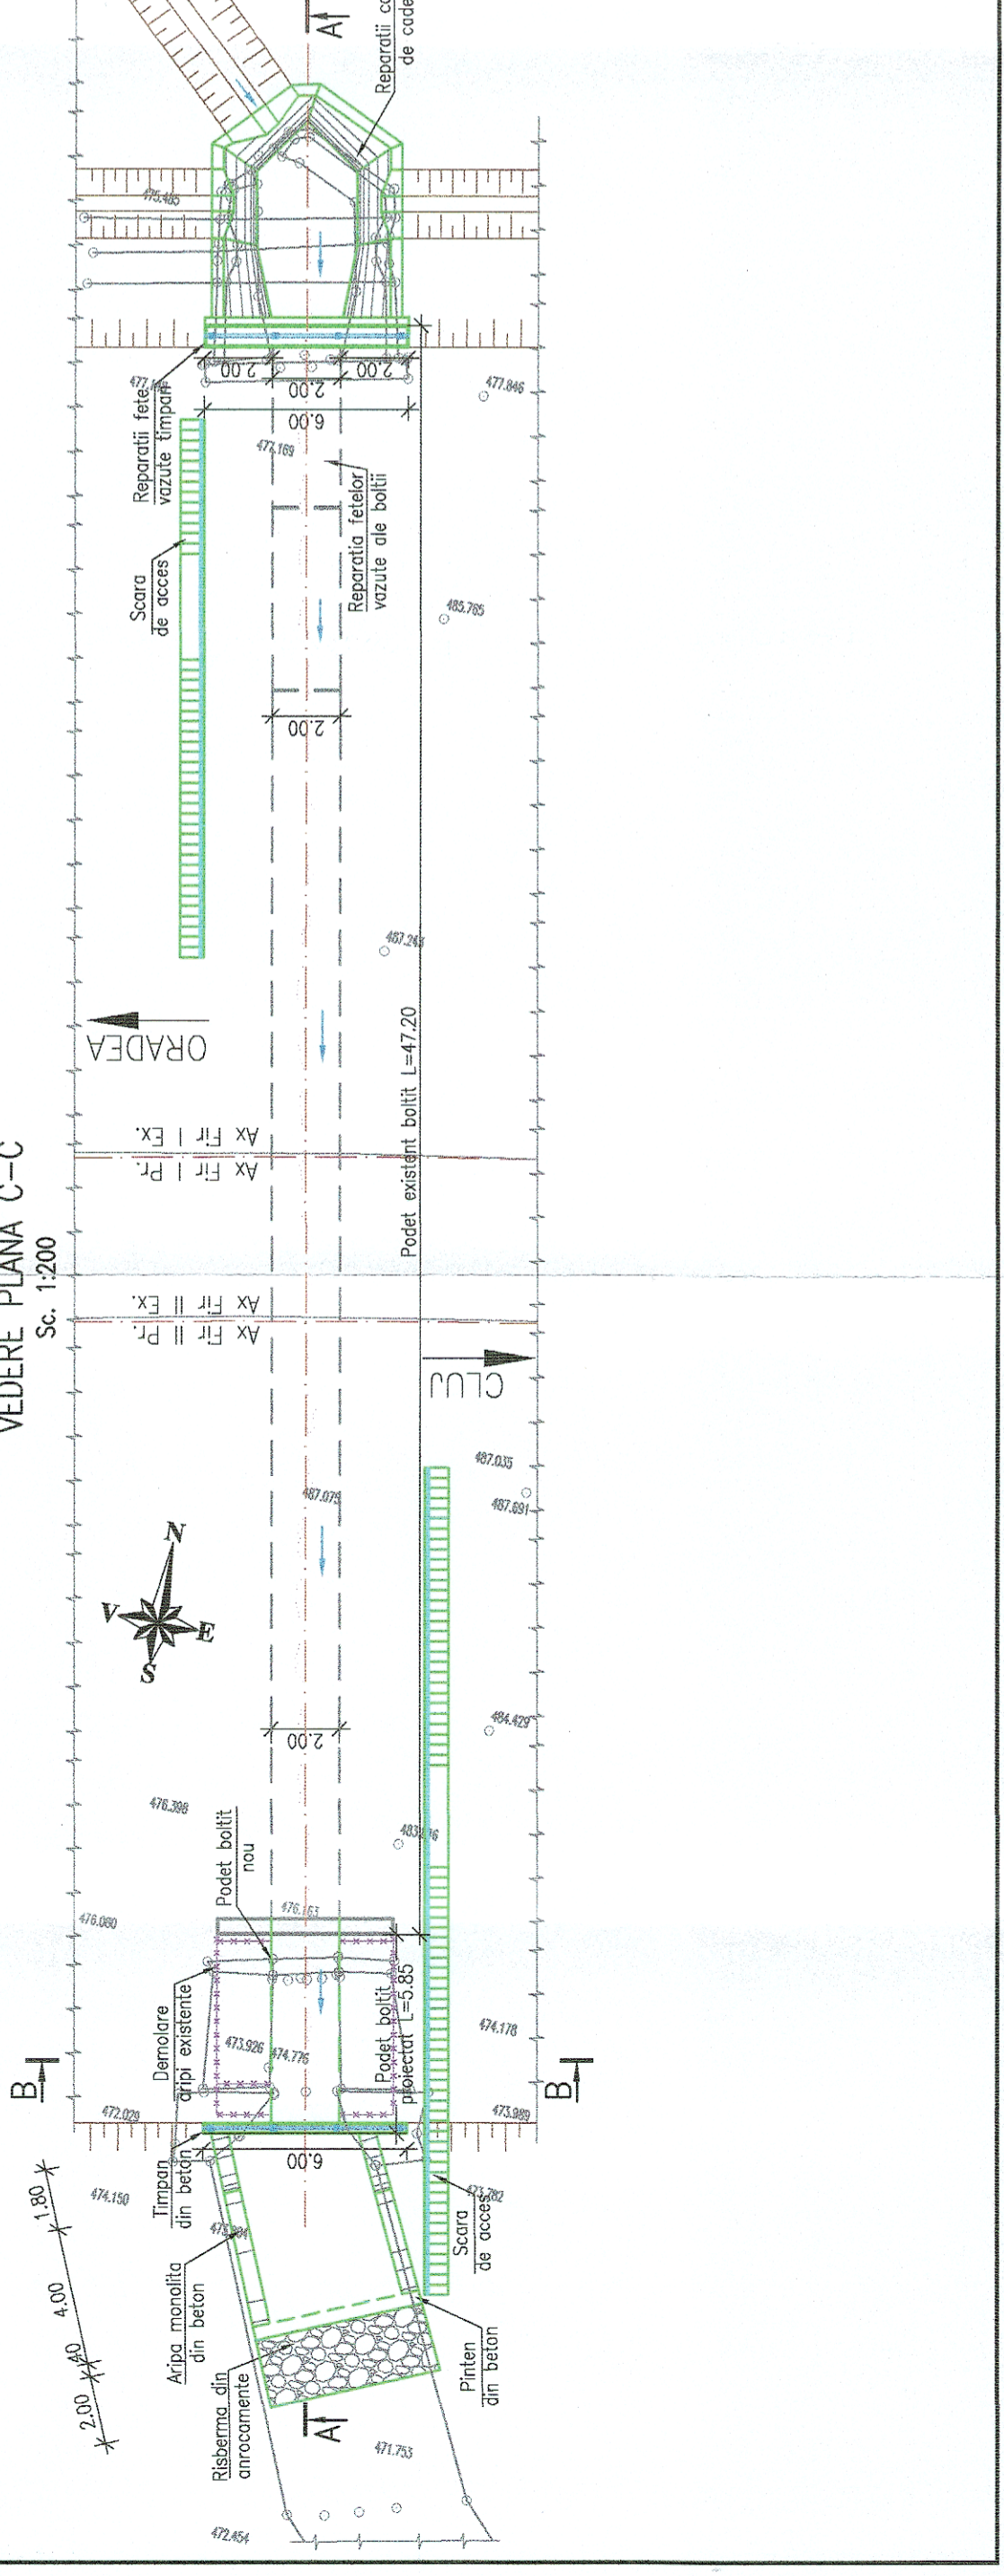 VEDERE PLANA C-C
Sc. 1:200
A
de cade
475.485
Reparatii fete
vazute timpan
2.00
2.00
2.00
2.00
6.00
477.846
477.169
Scara
de acces
Reparatia fetelor
vazute ale boltii
485.765
2.00
ORADEA
Ax Fir I Ex.
Ax Fir I Pr.
Podet existent boltit L=47.20
Ax Fir II Ex.
Ax Fir II Pr.
CLUJ
487.035
487.691
487.075
N
V
E
S
2.00
484.429
476.398
Podet boltit
nou
476.080
476.163
Demolare
aripi existente
473.926
474.776
Podet boltit
proiectat L=5.85
474.178
B
B
472.029
473.989
Timpan
din beton
6.00
474.150
473.782
Scara
de acces
1.80
4.00
.40
2.00
Aripa monolita
din beton
Risberma din
anrocamente
Pinten
din beton
A
471.753
472.454